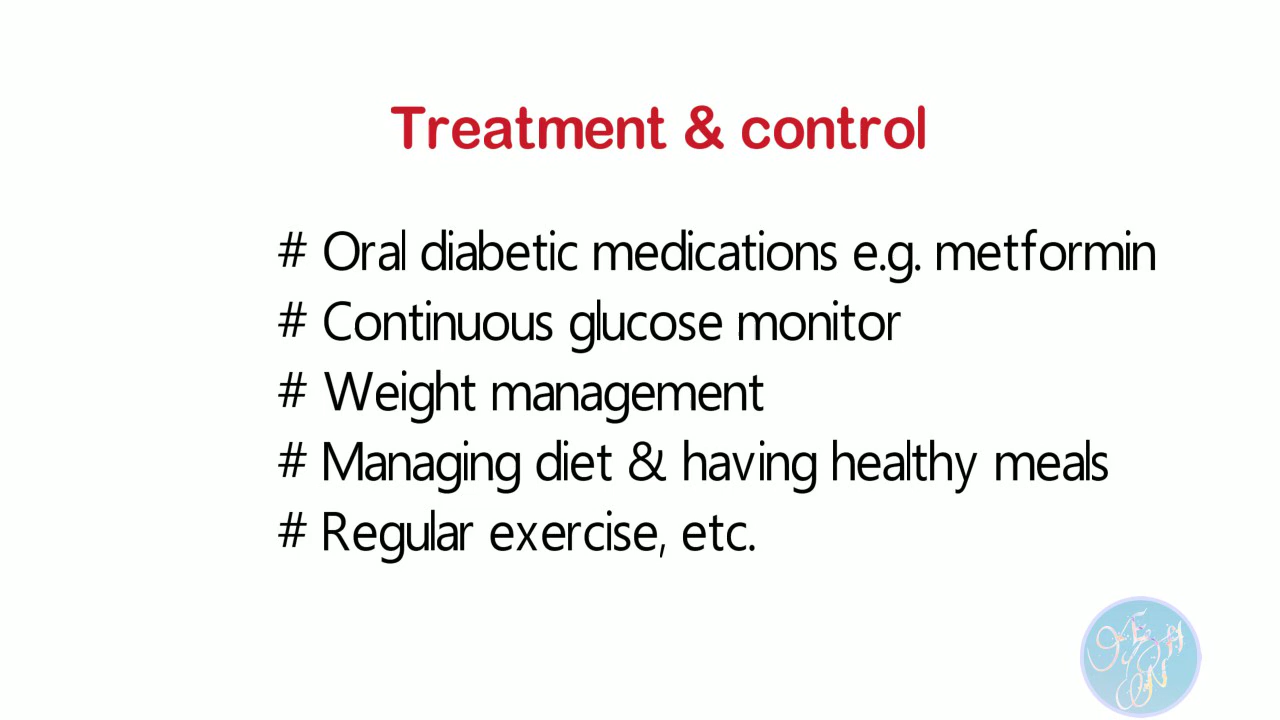 Treatment & control
# Oral diabetic medications e.g. metformin
# Continuous glucose monitor
# Weight management
# Managing diet & having healthy meals
# Regular exercise, etc.